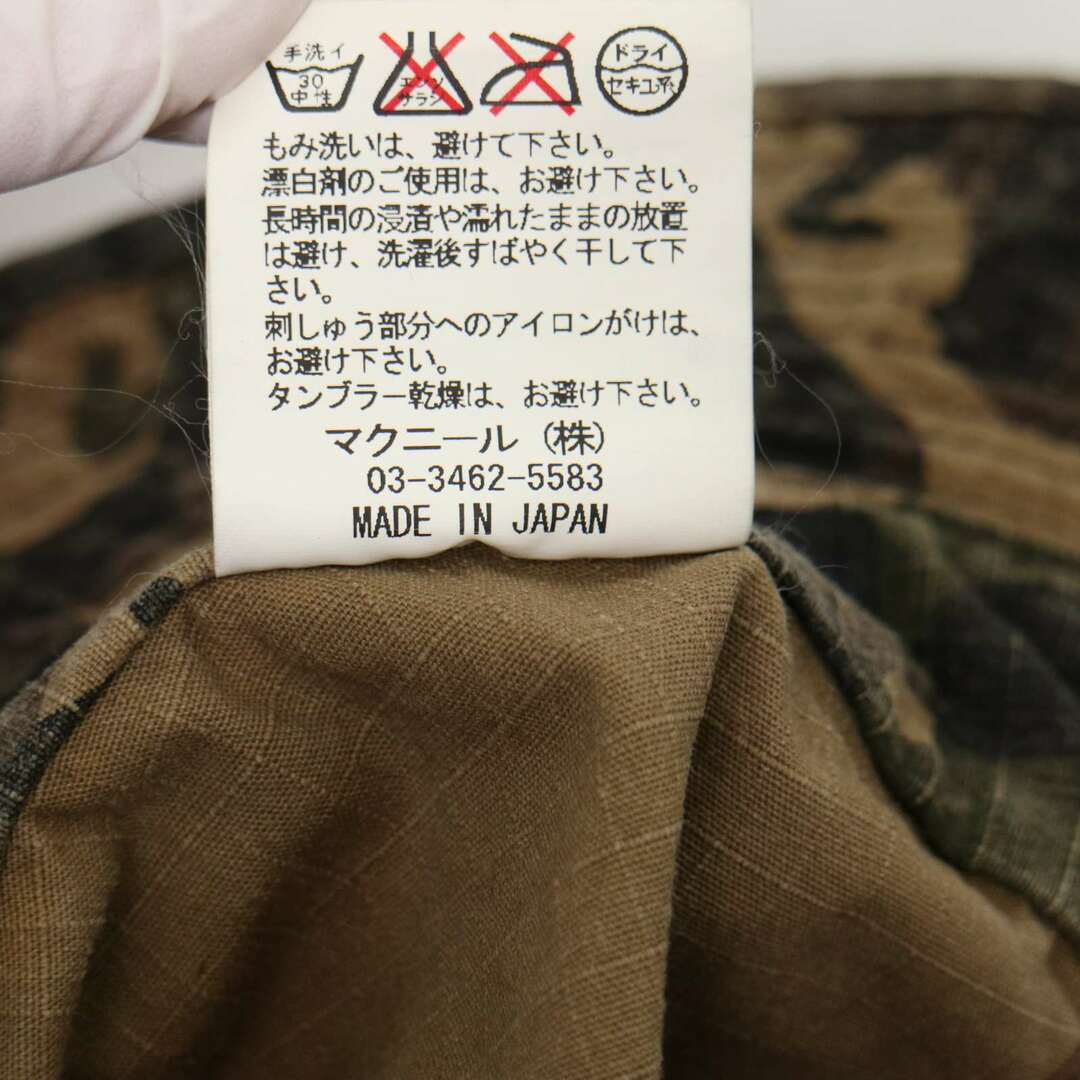 手洗イ
30
中性
エンソ
サラシ
ドライ
セキユ系
もみ洗いは、避けて下さい。
漂白剤のご使用は、お避け下さい。
長時間の浸漬や濡れたままの放置
は避け、洗濯後すばやく干して下
さい。
刺しゅう部分へのアイロンがけは、
お避け下さい。
タンブラー乾燥は、お避け下さい。
マクニール（株）
03-3462-5583
MADE IN JAPAN